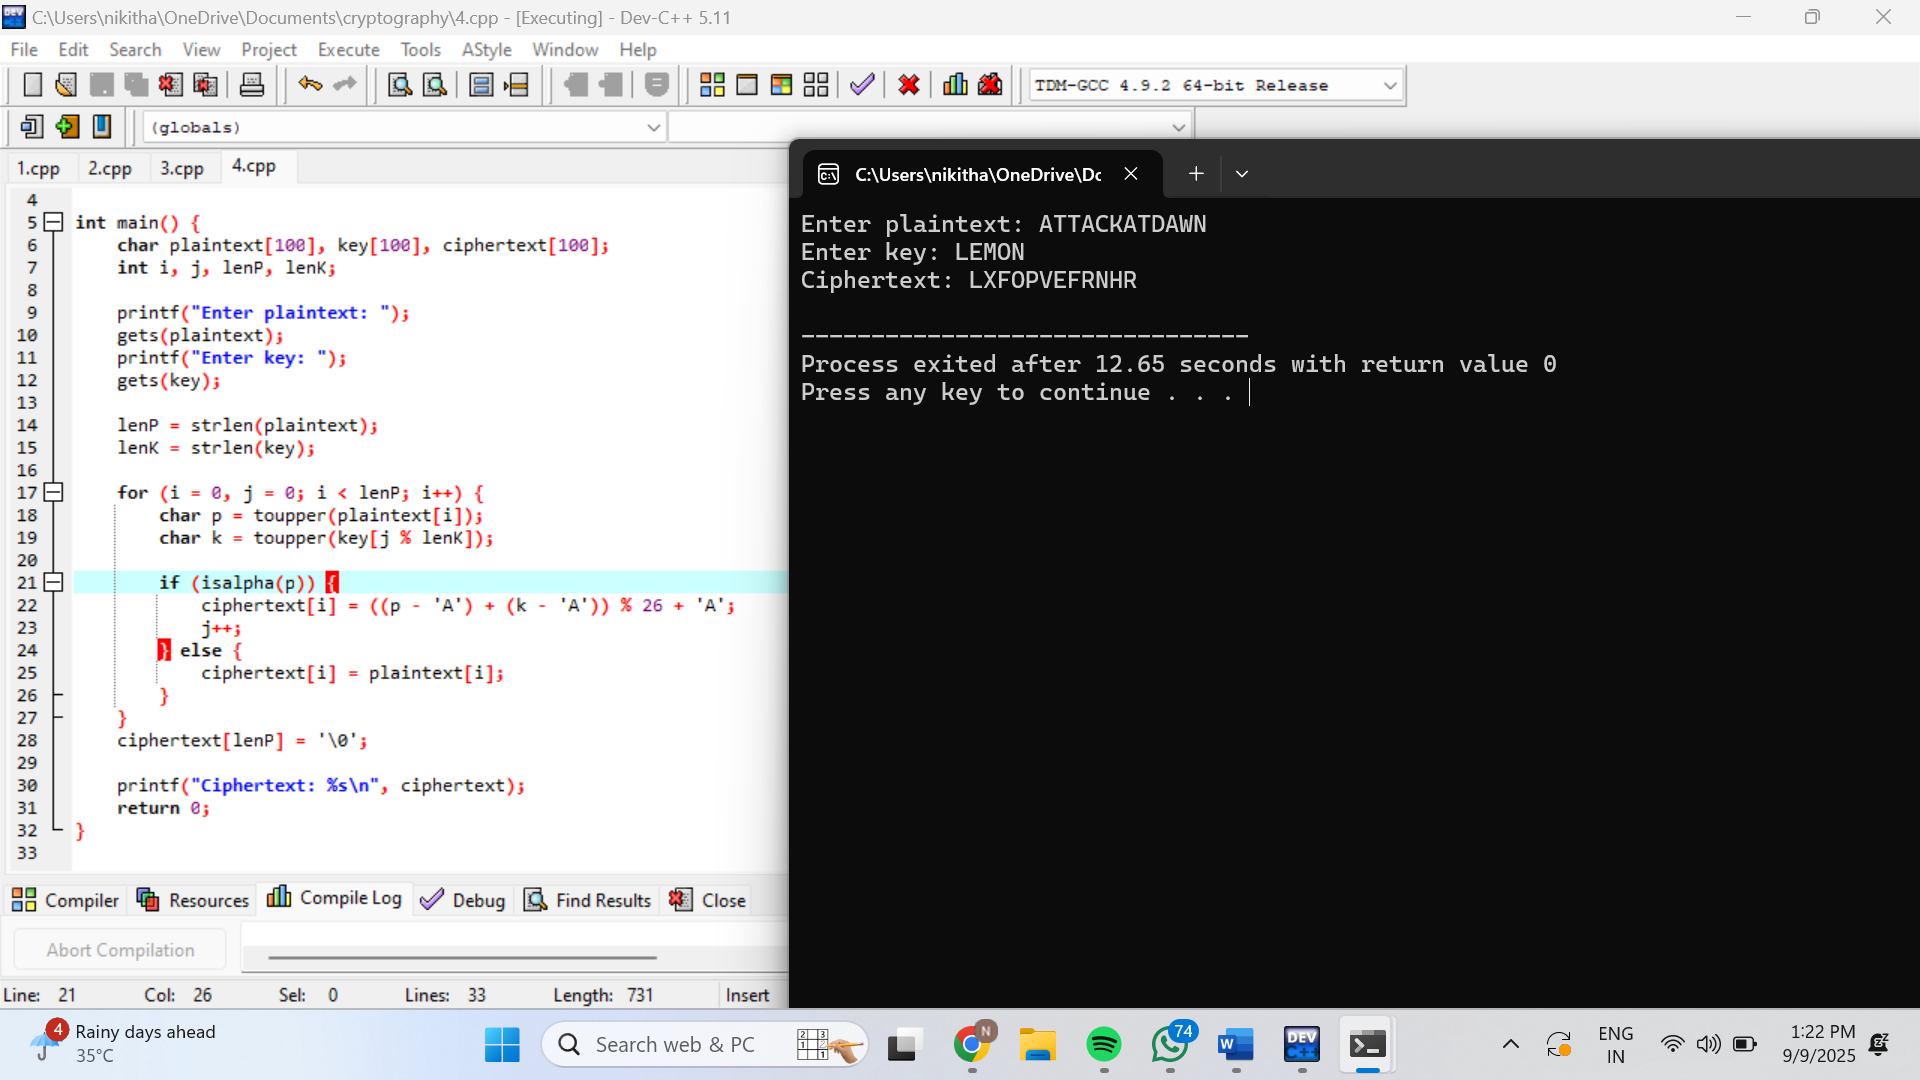 C:\Users\nikitha\OneDrive\Documents\cryptography\4.cpp - [Executing] - Dev-C++ 5.11
File Edit Search View Project Execute Tools AStyle Window Help
TDM-GCC 4.9.2 64-bit Release
(globals)
1.cpp 2.cpp 3.cpp 4.cpp
4
5 int main() {
6 char plaintext[100], key[100], ciphertext[100];
7 int i, j, lenP, lenK;
8
9 printf("Enter plaintext: ");
10 gets(plaintext);
11 printf("Enter key: ");
12 gets(key);
13
14 lenP = strlen(plaintext);
15 lenK = strlen(key);
16
17 for (i = 0, j = 0; i < lenP; i++) {
18 char p = toupper(plaintext[i]);
19 char k = toupper(key[j % lenK]);
20
21 if (isalpha(p)) {
22 ciphertext[i] = ((p - 'A') + (k - 'A')) % 26 + 'A';
23 j++;
24 } else {
25 ciphertext[i] = plaintext[i];
26 }
27 }
28 ciphertext[lenP] = '\0';
29
30 printf("Ciphertext: %s\n", ciphertext);
31 return 0;
32 }
33
C:\Users\nikitha\OneDrive\Dc
Enter plaintext: ATTACKATDAWN
Enter key: LEMON
Ciphertext: LXFOPVEFRNHR
--------------------------------
Process exited after 12.65 seconds with return value 0
Press any key to continue . . .
Compiler Resources Compile Log Debug Find Results Close
Abort Compilation
Line: 21 Col: 26 Sel: 0 Lines: 33 Length: 731 Insert
4
Rainy days ahead
35°C
Search web & PC
N
74
W
DEV
C++
ENG
IN
1:22 PM
9/9/2025